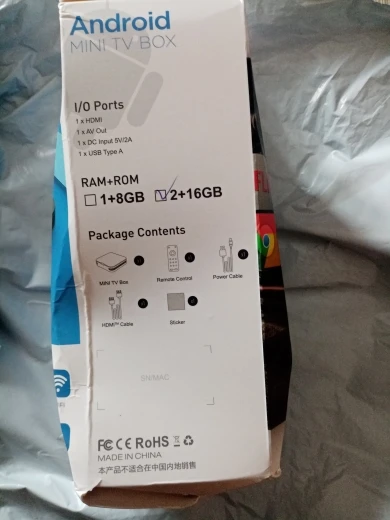 Android
MINI TV BOX
I/O Ports
1 x HDMI
1 x AV Out
1 x DC Input 5V/2A
1 x USB Type A
RAM+ROM
1+8GB 2+16GB
Package Contents
MINI TV Box Remote Control Power Cable
HDMI™ Cable Sticker
SN/MAC
FC CE RoHS
MADE IN CHINA
本产品不适合在中国内地销售